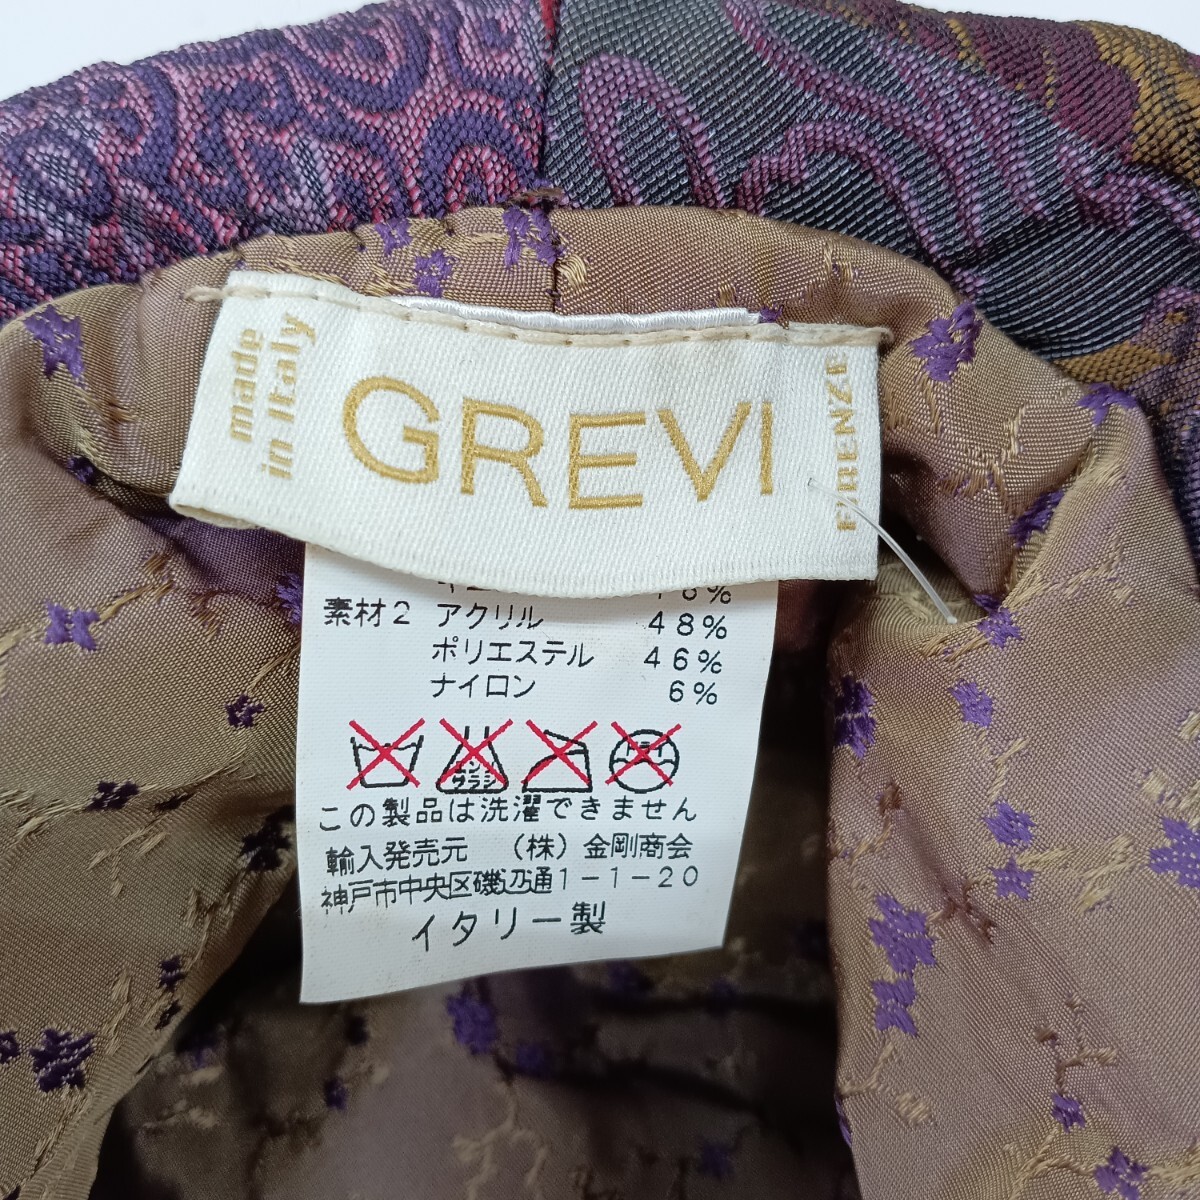 made
in Italy
GREVI
FIRENZE
素材2 アクリル 48%
ポリエステル 46%
ナイロン 6%
この製品は洗濯できません
輸入発売元 (株)金剛商会
神戸市中央区磯辺通1-1-20
イタリー製